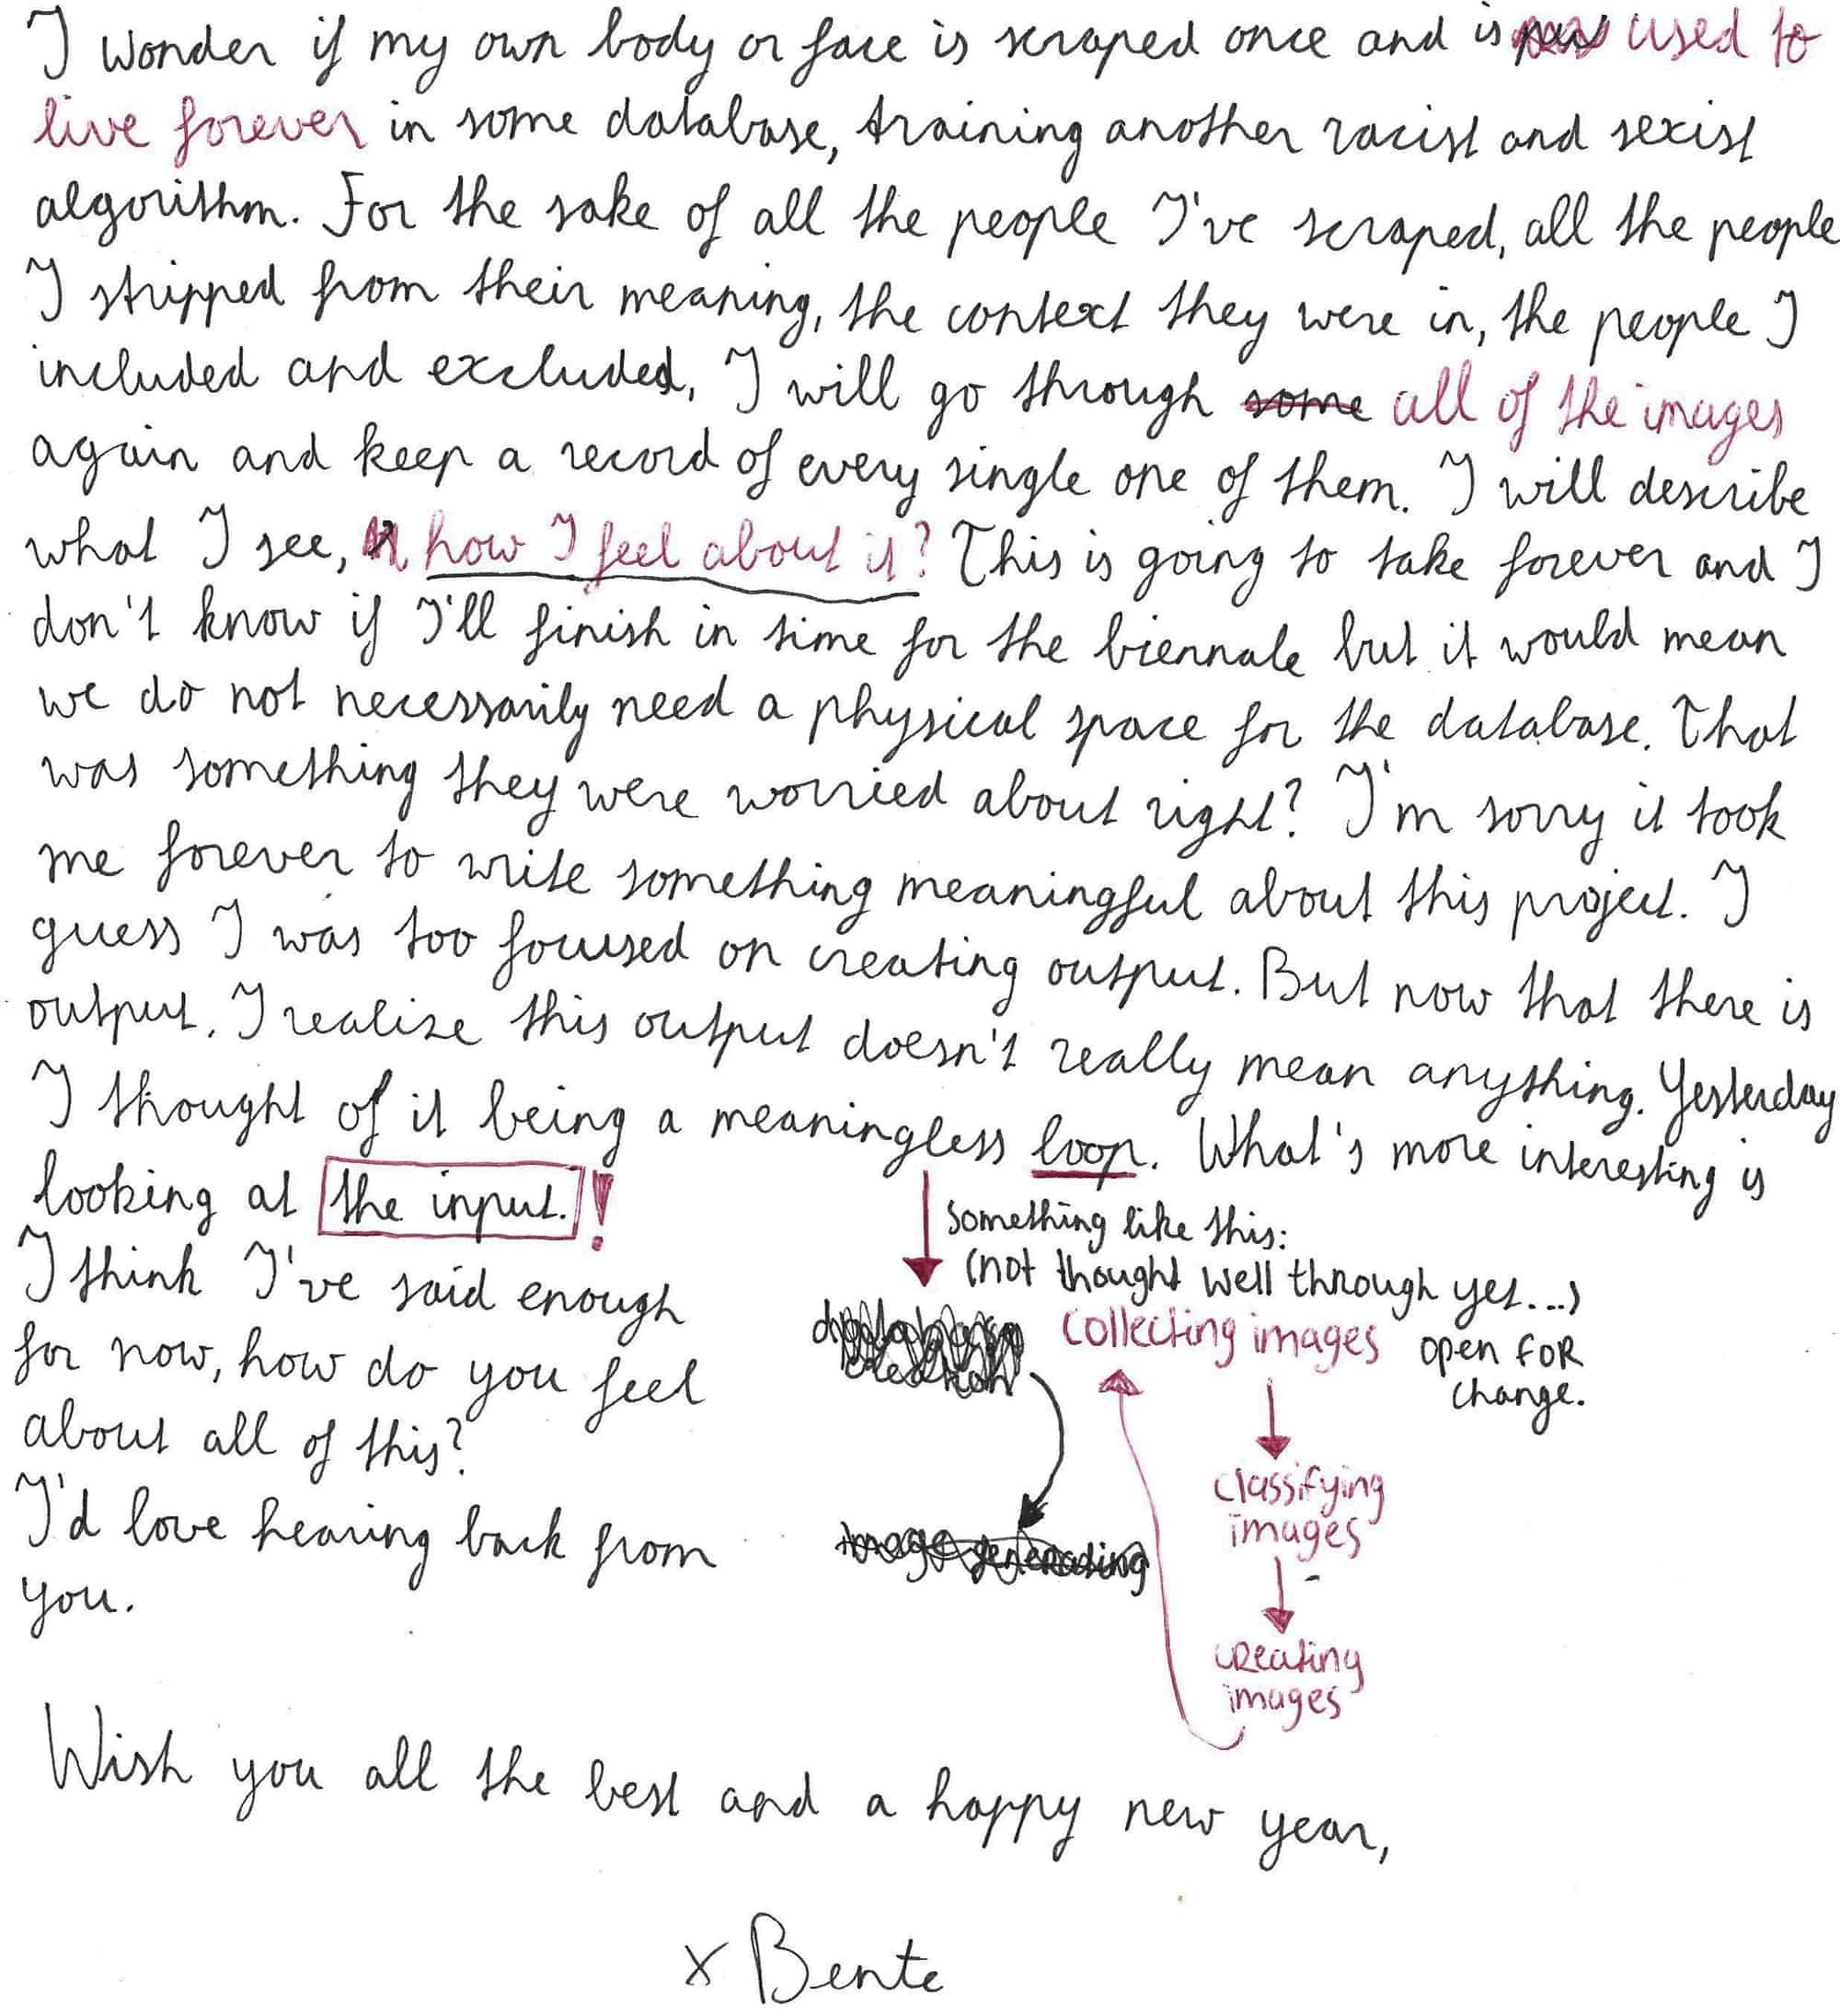 I wonder if my own body or face is scraped once and is used to
live forever in some database, training another racist and sexist
algorithm. For the sake of all the people I've scraped, all the people
I stripped from their meaning, the context they were in, the people I
included and excluded, I will go through some all of the images
again and keep a record of every single one of them. I will describe
what I see, how I feel about it? This is going to take forever and I
don't know if I'll finish in time for the biennale but it would mean
we do not necessarily need a physical space for the database. That
was something they were worried about right? I'm sorry it took
me forever to write something meaningful about this project. I
guess I was too focused on creating output. But now that there is
output, I realize this output doesn't really mean anything. Yesterday
I thought of it being a meaningless loop. What's more interesting is
looking at the input.!
I think I've said enough
for now, how do you feel
about all of this?
I'd love hearing back from
you.
something like this:
(not thought well through yet...)
collecting images
open for
change.
classifying
images
creating
images
image generating
Wish you all the best and a happy new year,
x Bente